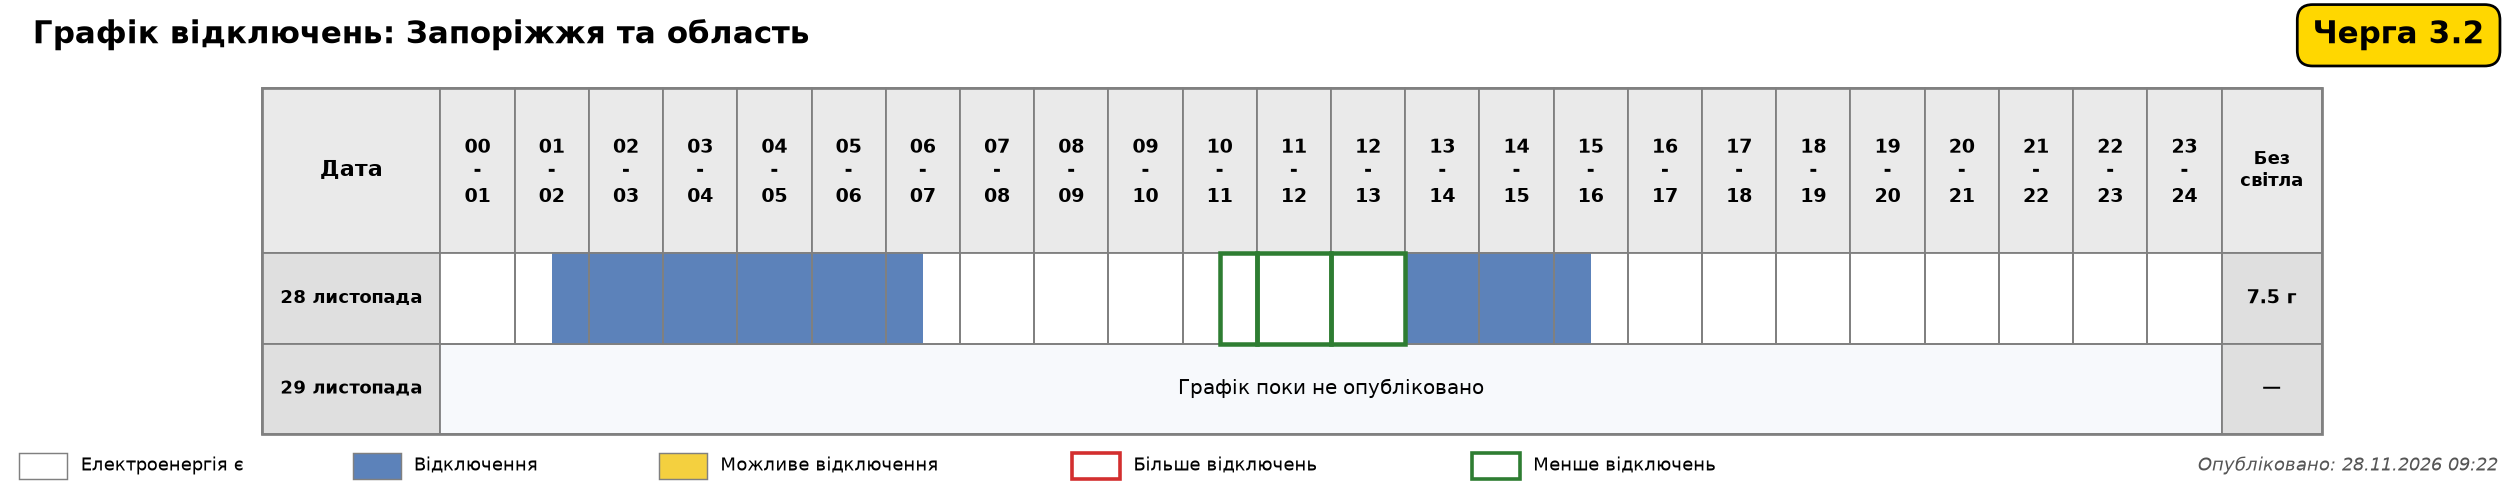 Графік відключень: Запоріжжя та область
Черга 3.2
Дата
00 - 01
01 - 02
02 - 03
03 - 04
04 - 05
05 - 06
06 - 07
07 - 08
08 - 09
09 - 10
10 - 11
11 - 12
12 - 13
13 - 14
14 - 15
15 - 16
16 - 17
17 - 18
18 - 19
19 - 20
20 - 21
21 - 22
22 - 23
23 - 24
Без
світла
28 листопада
7.5 г
29 листопада
Графік поки не опубліковано
—
Електроенергія є
Відключення
Можливе відключення
Більше відключень
Менше відключень
Опубліковано: 28.11.2026 09:22